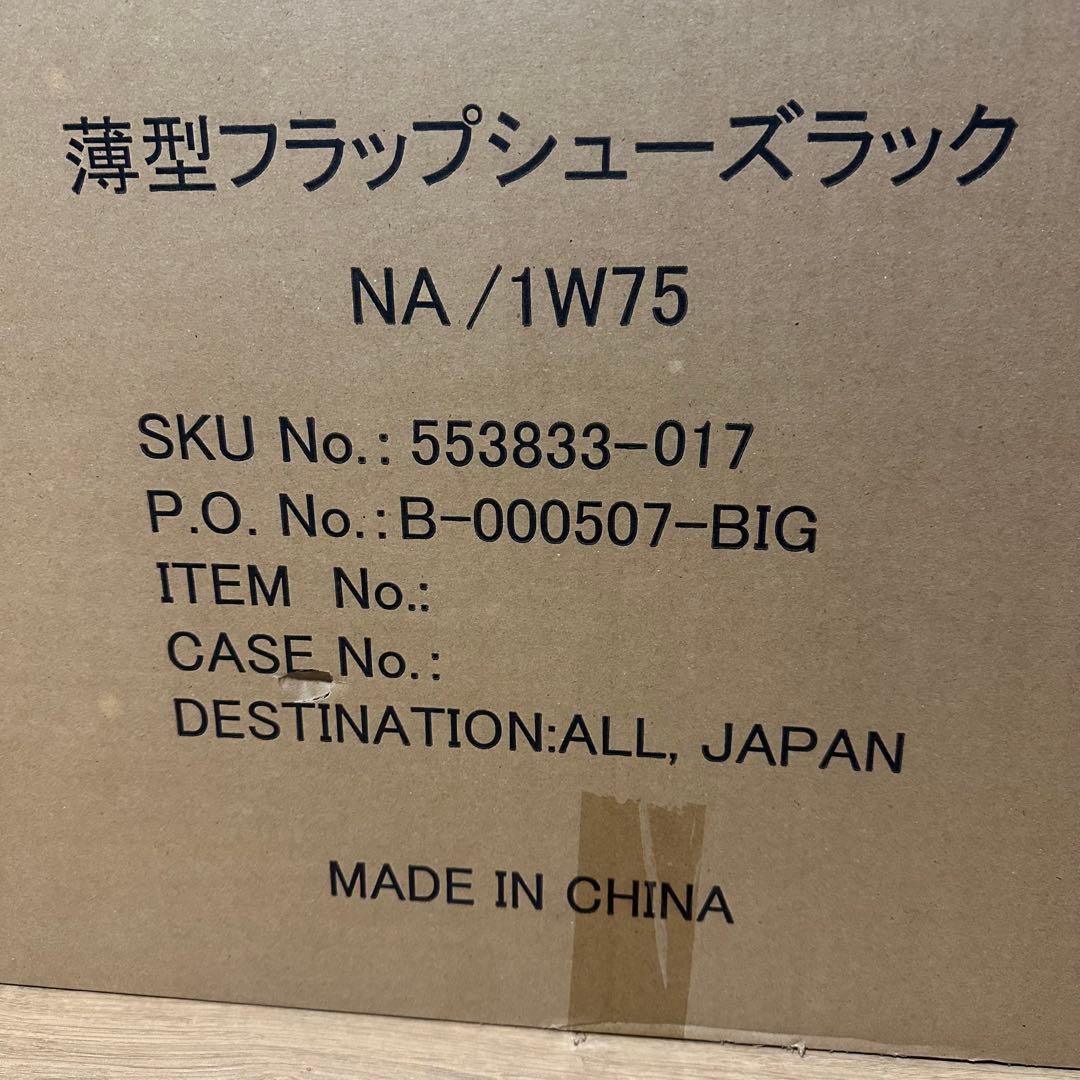 薄型フラップシューズラック
NA/1W75
SKU No.: 553833-017
P.O. No.:B-000507-BIG
ITEM No.:
CASE No.:
DESTINATION:ALL, JAPAN
MADE IN CHINA